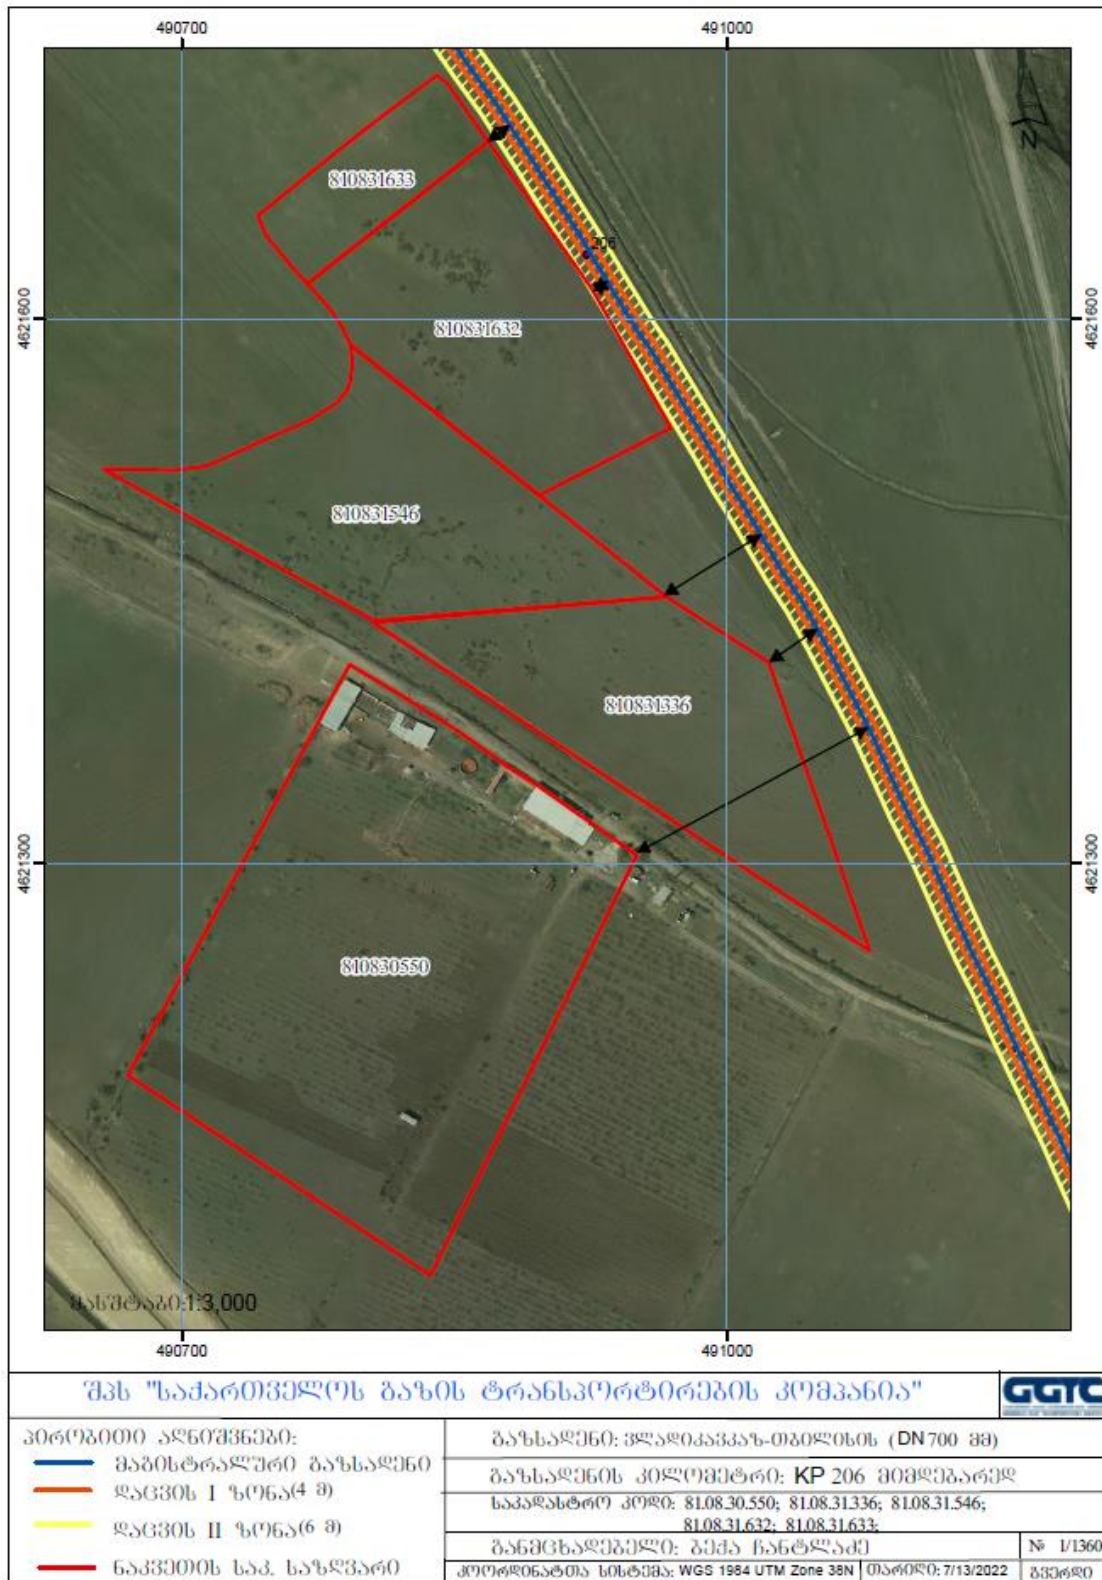 490700 491000
810831633
206
4621600 4621600
810831632
810831546
810831336
4621300 4621300
810830550
მასშტაბი:1:3,000
490700 491000
შპს "საქართველოს გაზის ტრანსპორტირების კომპანია"
GGTC
პირობითი აღნიშვნები:
მაგისტრალური გაზსადენი
დაცვის I ზონა(4 მ)
დაცვის II ზონა(6 მ)
ნაკვეთის საკ. საზღვარი
გაზსადენი: ვლადიკავკაზ-თბილისის (DN 700 მმ)
გაზსადენის კილომეტრი: KP 206 მიმდებარედ
საკადასტრო კოდი: 81.08.30.550; 81.08.31.336; 81.08.31.546;
81.08.31.632; 81.08.31.633;
განმცხადებელი: ბექა ჩანტლაძე
№ 1/1360
კოორდინატთა სისტემა: WGS 1984 UTM Zone 38N
თარიღი: 7/13/2022
გვერდი